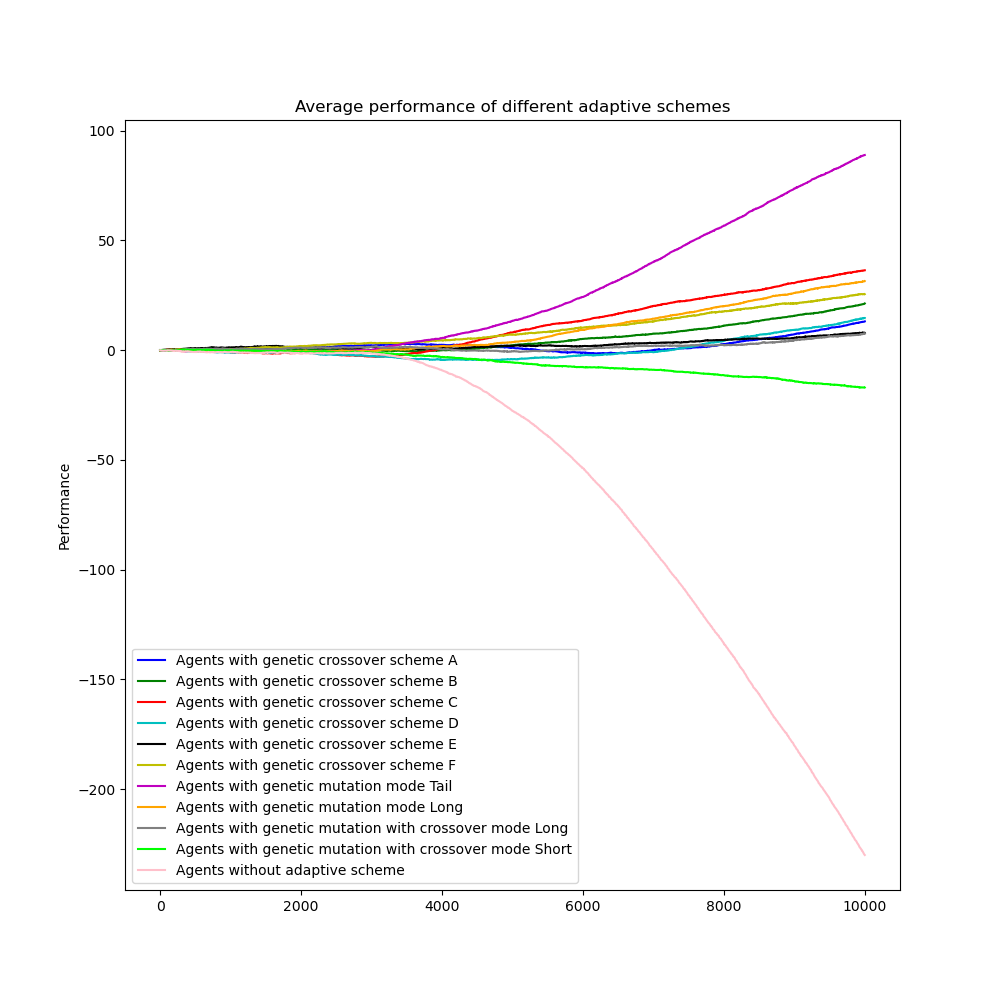 Average performance of different adaptive schemes
100
50
0
−50
−100
−150
−200
Performance
Agents with genetic crossover scheme A
Agents with genetic crossover scheme B
Agents with genetic crossover scheme C
Agents with genetic crossover scheme D
Agents with genetic crossover scheme E
Agents with genetic crossover scheme F
Agents with genetic mutation mode Tail
Agents with genetic mutation mode Long
Agents with genetic mutation with crossover mode Long
Agents with genetic mutation with crossover mode Short
Agents without adaptive scheme
0 2000 4000 6000 8000 10000